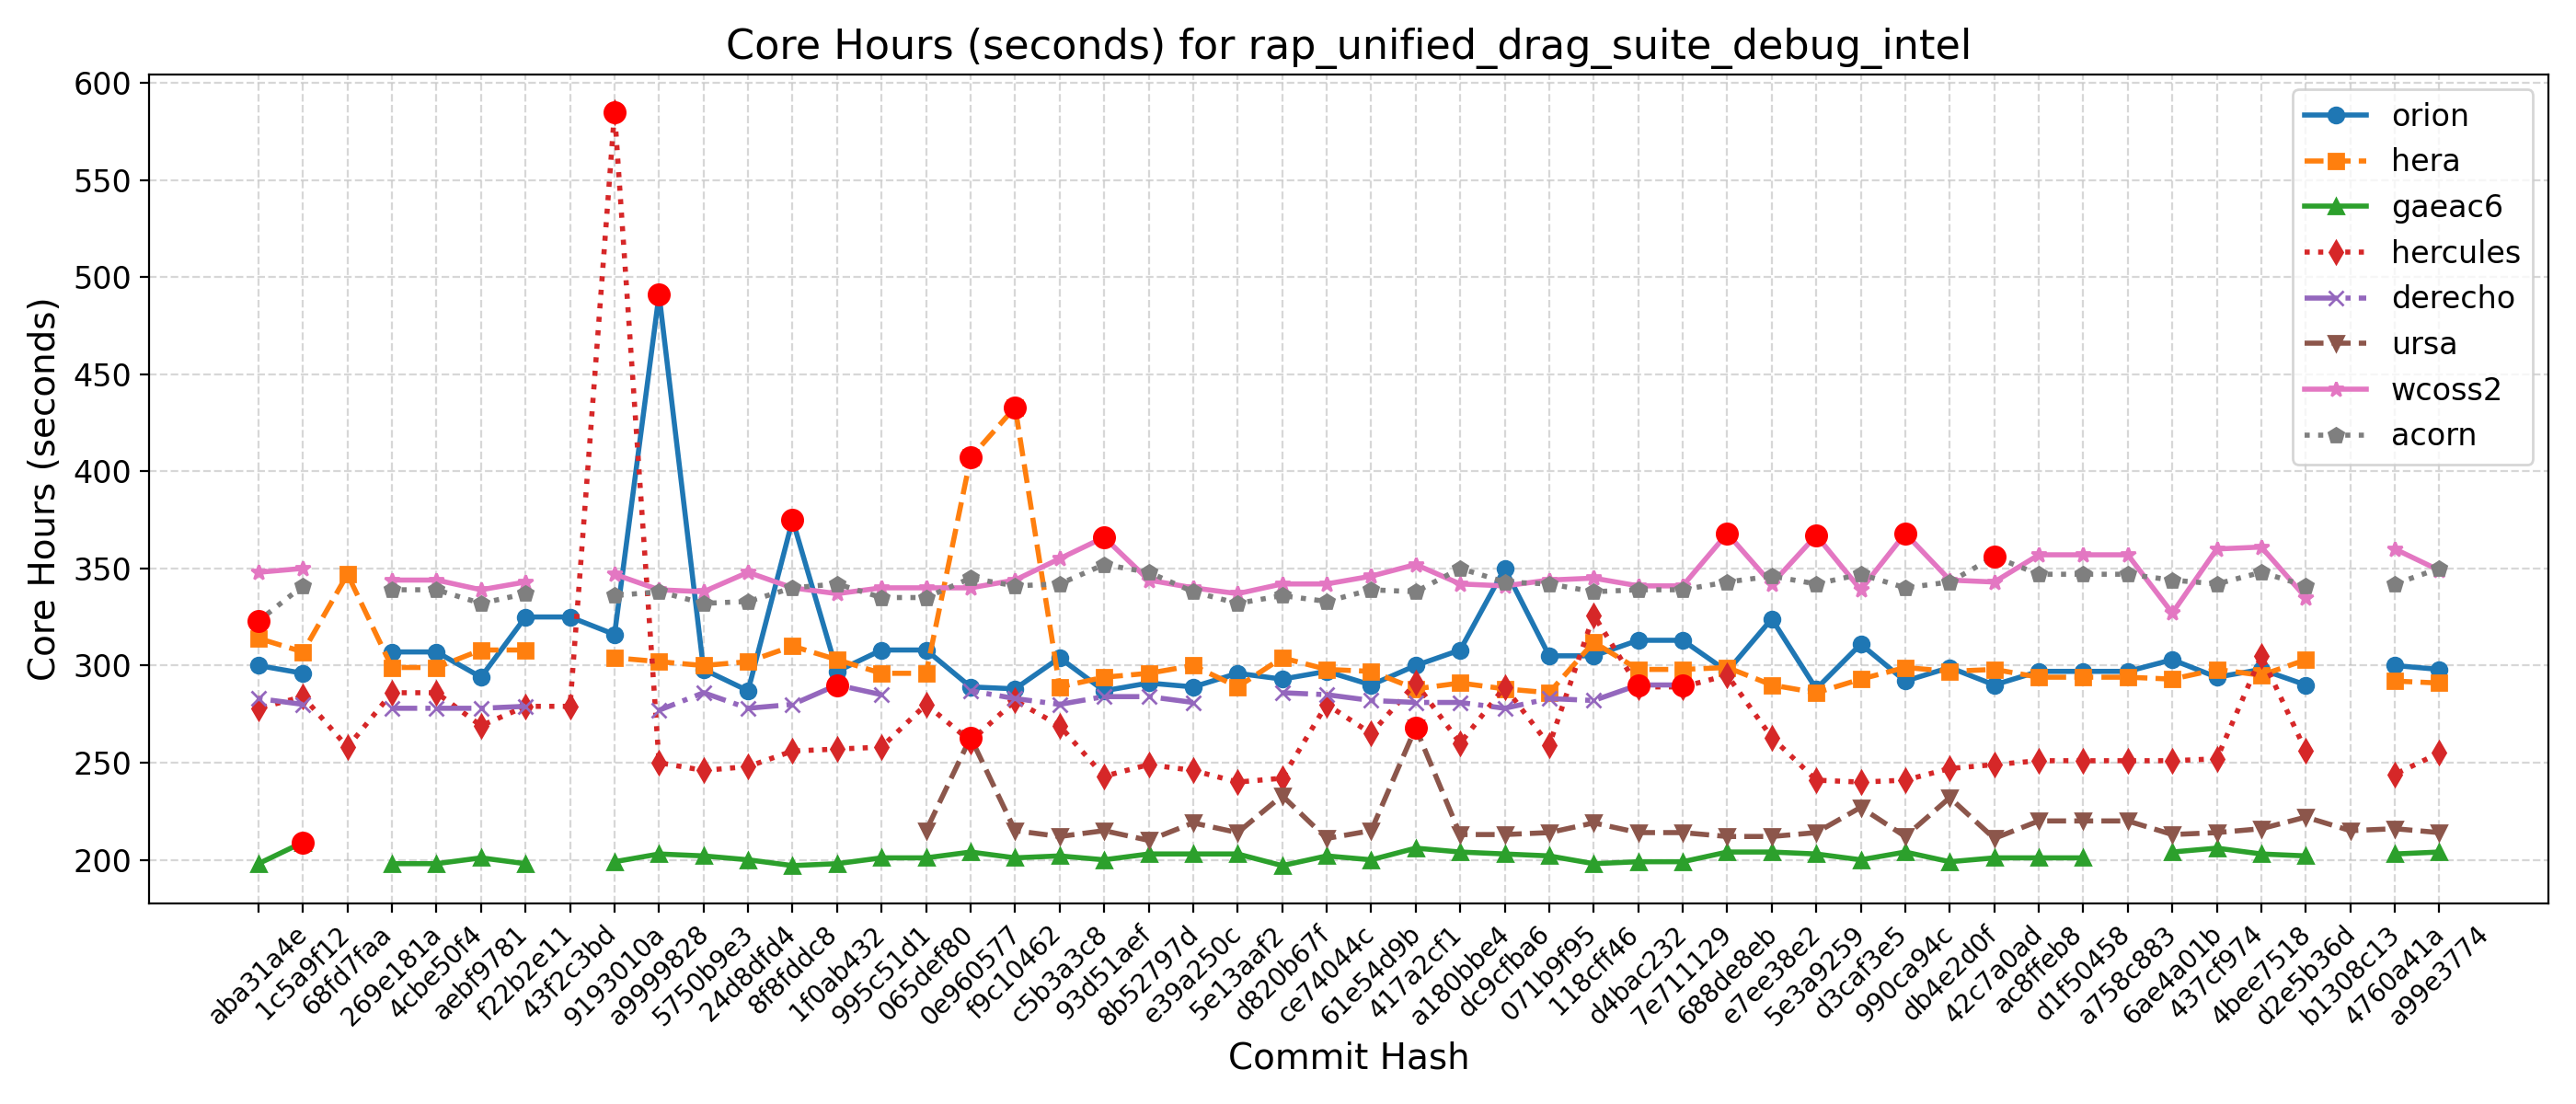 Core Hours (seconds) for rap_unified_drag_suite_debug_intel
Core Hours (seconds)
600
550
500
450
400
350
300
250
200
orion
hera
gaeac6
hercules
derecho
ursa
wcoss2
acorn
aba31a4e
1c5a9f12
68fd7faa
269e181a
4cbe50f4
aebf9781
f22b2e11
43f2c3bd
9193010a
a9999828
5750b9e3
24d8dfd4
8f8fddc8
1f0ab432
995c51d1
065def80
0e960577
f9c10462
c5b3a3c8
93d51aef
8b52797d
e39a250c
5e13aaf2
d820b67f
ce74044c
61e54d9b
417a2cf1
a180bbe4
dc9cfba6
071b9f95
118cff46
d4bac232
7e711129
688de8eb
e7ee38e2
5e3a9259
d3caf3e5
990ca94c
db4e2d0f
42c7a0ad
ac8ffeb8
d1f50458
a758c883
6ae4a01b
437cf974
4bee7518
d2e5b36d
b1308c13
4760a41a
a99e3774
Commit Hash